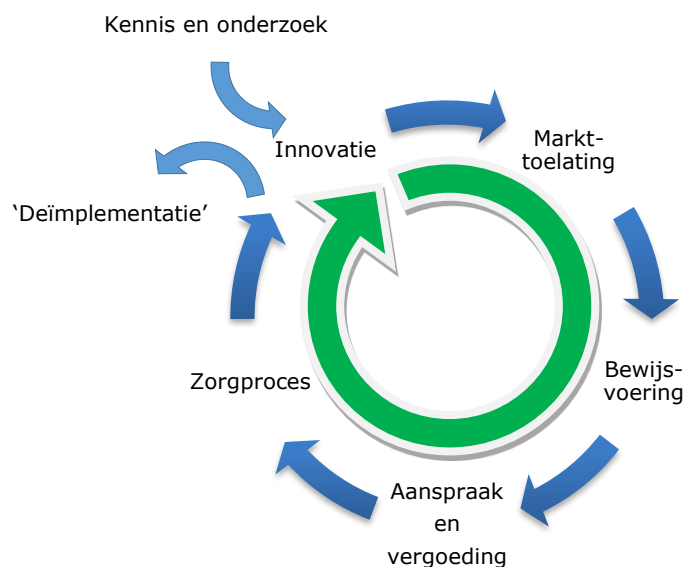 Kennis en onderzoek
Innovatie
Markt-
toelating
‘Deïmplementatie’
Bewijs-
voering
Zorgproces
Aanspraak
en
vergoeding